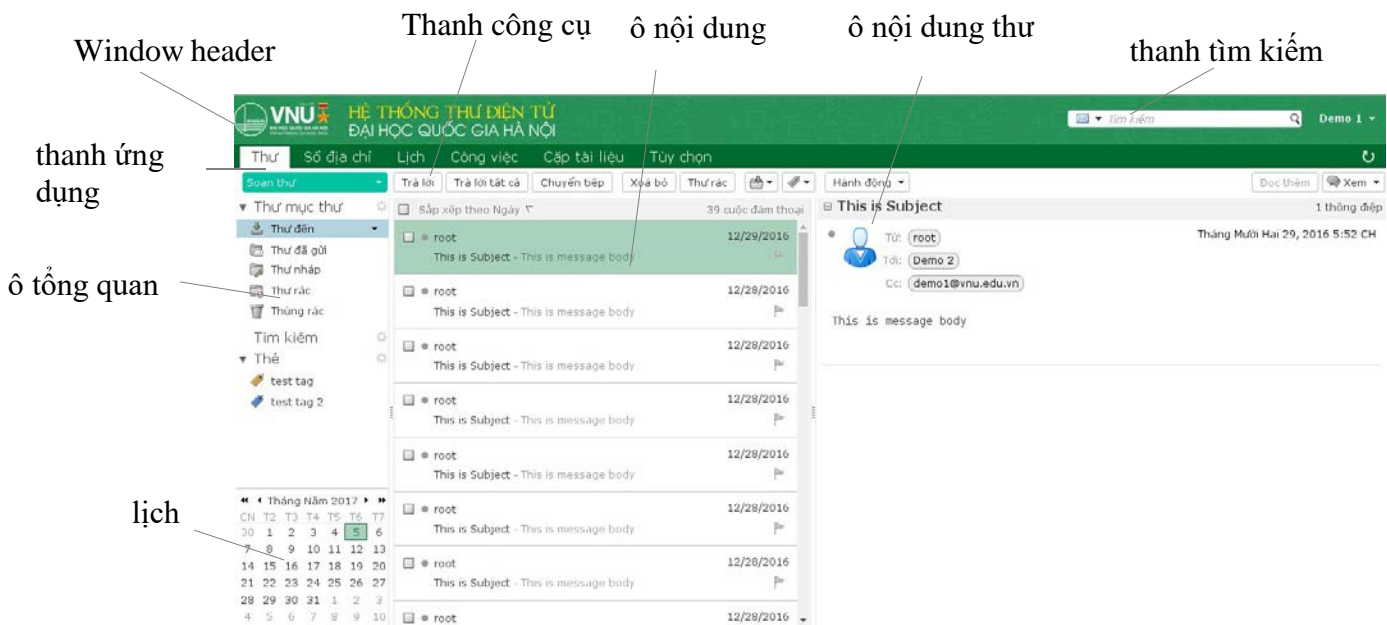 Thanh công cụ
ô nội dung
ô nội dung thư
Window header
thanh tìm kiếm
VNU
HỆ THỐNG THƯ ĐIỆN TỬ
ĐẠI HỌC QUỐC GIA HÀ NỘI
Tìm kiếm
Demo 1
thanh ứng
dụng
Thư Sổ địa chỉ Lịch Công việc Cặp tài liệu Tùy chọn
Soạn thư
Trả lời Trả lời tất cả Chuyển tiếp Xoá bỏ Thư rác Hành động Đọc thêm Xem
Thư mục thư
Thư đến
Thư đã gửi
Thư nháp
Thư rác
Thùng rác
Tìm kiếm
Thẻ
test tag
test tag 2
ô tổng quan
Sắp xếp theo Ngày 39 cuộc đàm thoại
root 12/29/2016
This is Subject - This is message body
root 12/28/2016
This is Subject - This is message body
root 12/28/2016
This is Subject - This is message body
root 12/28/2016
This is Subject - This is message body
root 12/28/2016
This is Subject - This is message body
root 12/28/2016
This is Subject - This is message body
root 12/28/2016
This is Subject - This is message body
root 12/28/2016
This is Subject 1 thông điệp
Từ: root Tháng Mười Hai 29, 2016 5:52 CH
Tới: Demo 2
Cc: demo1@vnu.edu.vn
This is message body
lịch
Tháng Năm 2017
CN T2 T3 T4 T5 T6 T7
30 1 2 3 4 5 6
7 8 9 10 11 12 13
14 15 16 17 18 19 20
21 22 23 24 25 26 27
28 29 30 31 1 2 3
4 5 6 7 8 9 10